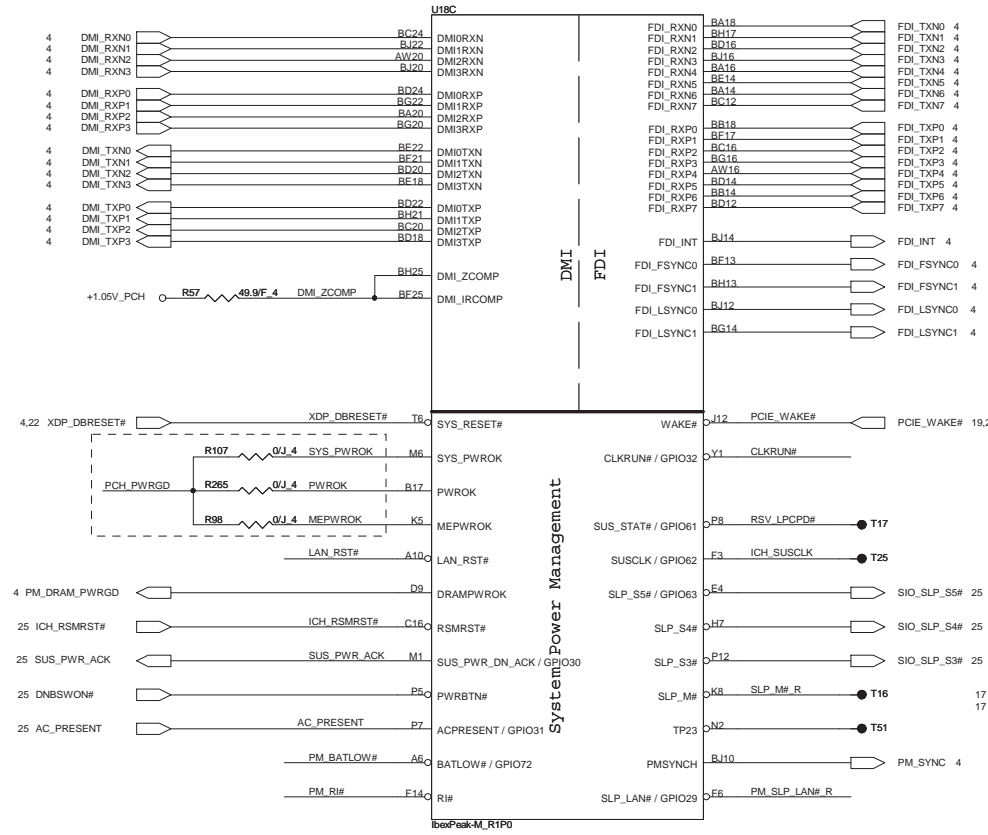 U18C
4 DMI_RXN0 BC24 DMI0RXN
4 DMI_RXN1 BJ22 DMI1RXN
4 DMI_RXN2 AW20 DMI2RXN
4 DMI_RXN3 BJ20 DMI3RXN
4 DMI_RXP0 BD24 DMI0RXP
4 DMI_RXP1 BG22 DMI1RXP
4 DMI_RXP2 BA20 DMI2RXP
4 DMI_RXP3 BG20 DMI3RXP
4 DMI_TXN0 BE22 DMI0TXN
4 DMI_TXN1 BF21 DMI1TXN
4 DMI_TXN2 BD20 DMI2TXN
4 DMI_TXN3 BE18 DMI3TXN
4 DMI_TXP0 BD22 DMI0TXP
4 DMI_TXP1 BH21 DMI1TXP
4 DMI_TXP2 BC20 DMI2TXP
4 DMI_TXP3 BD18 DMI3TXP
BH25 DMI_ZCOMP
+1.05V_PCH R57 49.9/F_4 DMI_ZCOMP BF25 DMI_IRCOMP
DMI
FDI
FDI_RXN0 BA18 FDI_TXN0 4
FDI_RXN1 BH17 FDI_TXN1 4
FDI_RXN2 BD16 FDI_TXN2 4
FDI_RXN3 BJ16 FDI_TXN3 4
FDI_RXN4 BA16 FDI_TXN4 4
FDI_RXN5 BE14 FDI_TXN5 4
FDI_RXN6 BA14 FDI_TXN6 4
FDI_RXN7 BC12 FDI_TXN7 4
FDI_RXP0 BB18 FDI_TXP0 4
FDI_RXP1 BF17 FDI_TXP1 4
FDI_RXP2 BC16 FDI_TXP2 4
FDI_RXP3 BG16 FDI_TXP3 4
FDI_RXP4 AW16 FDI_TXP4 4
FDI_RXP5 BD14 FDI_TXP5 4
FDI_RXP6 BB14 FDI_TXP6 4
FDI_RXP7 BD12 FDI_TXP7 4
FDI_INT BJ14 FDI_INT 4
FDI_FSYNC0 BF13 FDI_FSYNC0 4
FDI_FSYNC1 BH13 FDI_FSYNC1 4
FDI_LSYNC0 BJ12 FDI_LSYNC0 4
FDI_LSYNC1 BG14 FDI_LSYNC1 4
4,22 XDP_DBRESET# XDP_DBRESET# T6 SYS_RESET#
R107 0/J_4 SYS_PWROK M6 SYS_PWROK
PCH_PWRGD R265 0/J_4 PWROK B17 PWROK
R98 0/J_4 MEPWROK K5 MEPWROK
LAN_RST# A10 LAN_RST#
4 PM_DRAM_PWRGD D9 DRAMPWROK
25 ICH_RSMRST# ICH_RSMRST# C16 RSMRST#
25 SUS_PWR_ACK SUS_PWR_ACK M1 SUS_PWR_DN_ACK / GPIO30
25 DNBSWON# P5 PWRBTN#
25 AC_PRESENT AC_PRESENT P7 ACPRESENT / GPIO31
PM_BATLOW# A6 BATLOW# / GPIO72
PM_RI# F14 RI#
System Power Management
WAKE# J12 PCIE_WAKE# PCIE_WAKE# 19,2
CLKRUN# / GPIO32 Y1 CLKRUN#
SUS_STAT# / GPIO61 P8 RSV_LPCPD# T17
SUSCLK / GPIO62 F3 ICH_SUSCLK T25
SLP_S5# / GPIO63 E4 SIO_SLP_S5# 25
SLP_S4# H7 SIO_SLP_S4# 25
SLP_S3# P12 SIO_SLP_S3# 25
SLP_M# K8 SLP_M#_R T16 17
17
TP23 N2 T51
PMSYNCH BJ10 PM_SYNC 4
SLP_LAN# / GPIO29 F6 PM_SLP_LAN#_R
IbexPeak-M_R1P0